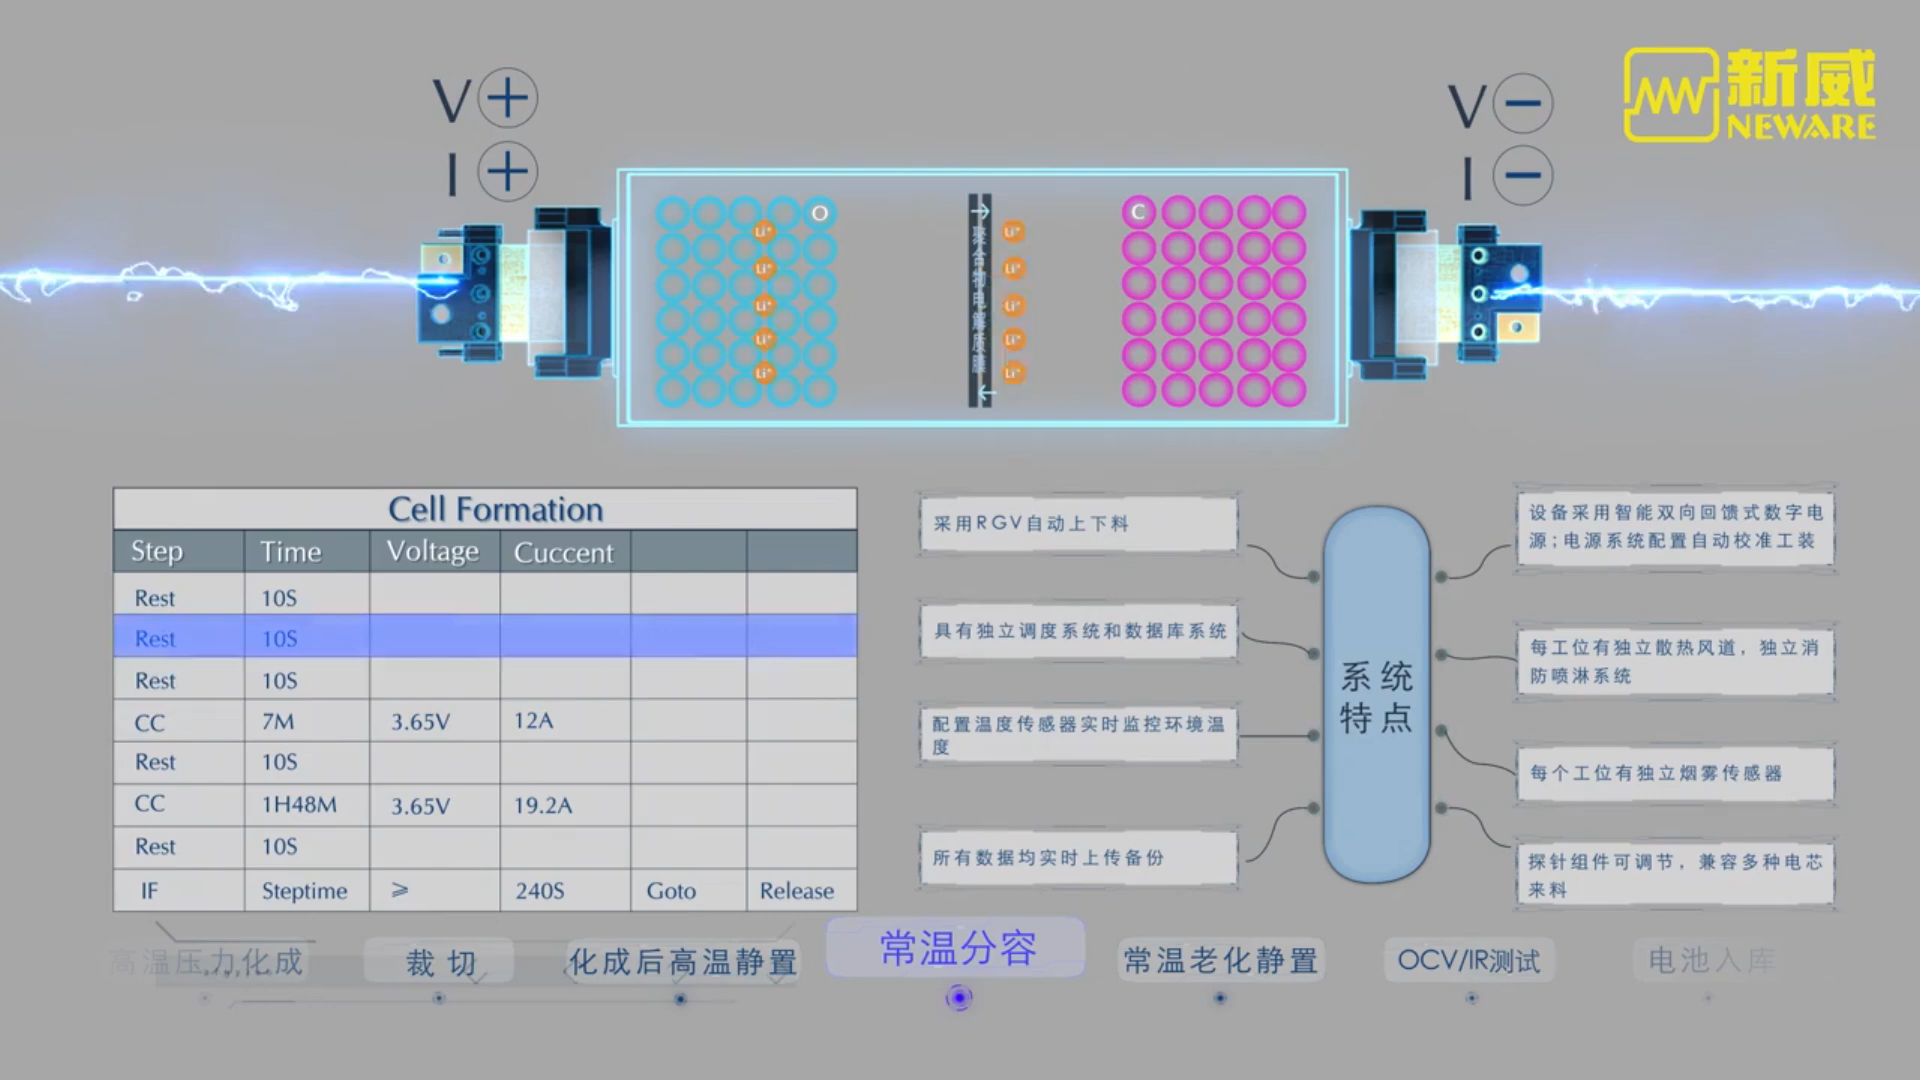 V+
I+
V−
I−
新威
NEWARE
O
C
Li⁺
Li⁺
Li⁺
Li⁺
Li⁺
Li⁺
Li⁺
Li⁺
Li⁺
Li⁺
聚合物电解质膜
Cell Formation
Step Time Voltage Cuccent
Rest 10S
Rest 10S
Rest 10S
CC 7M 3.65V 12A
Rest 10S
CC 1H48M 3.65V 19.2A
Rest 10S
IF Steptime ≥ 240S Goto Release
采用RGV自动上下料
具有独立调度系统和数据库系统
配置温度传感器实时监控环境温
度
所有数据均实时上传备份
系统
特点
设备采用智能双向回馈式数字电
源;电源系统配置自动校准工装
每工位有独立散热风道，独立消
防喷淋系统
每个工位有独立烟雾传感器
探针组件可调节，兼容多种电芯
来料
高温压力化成
裁切
化成后高温静置
常温分容
常温老化静置
OCV/IR测试
电池入库